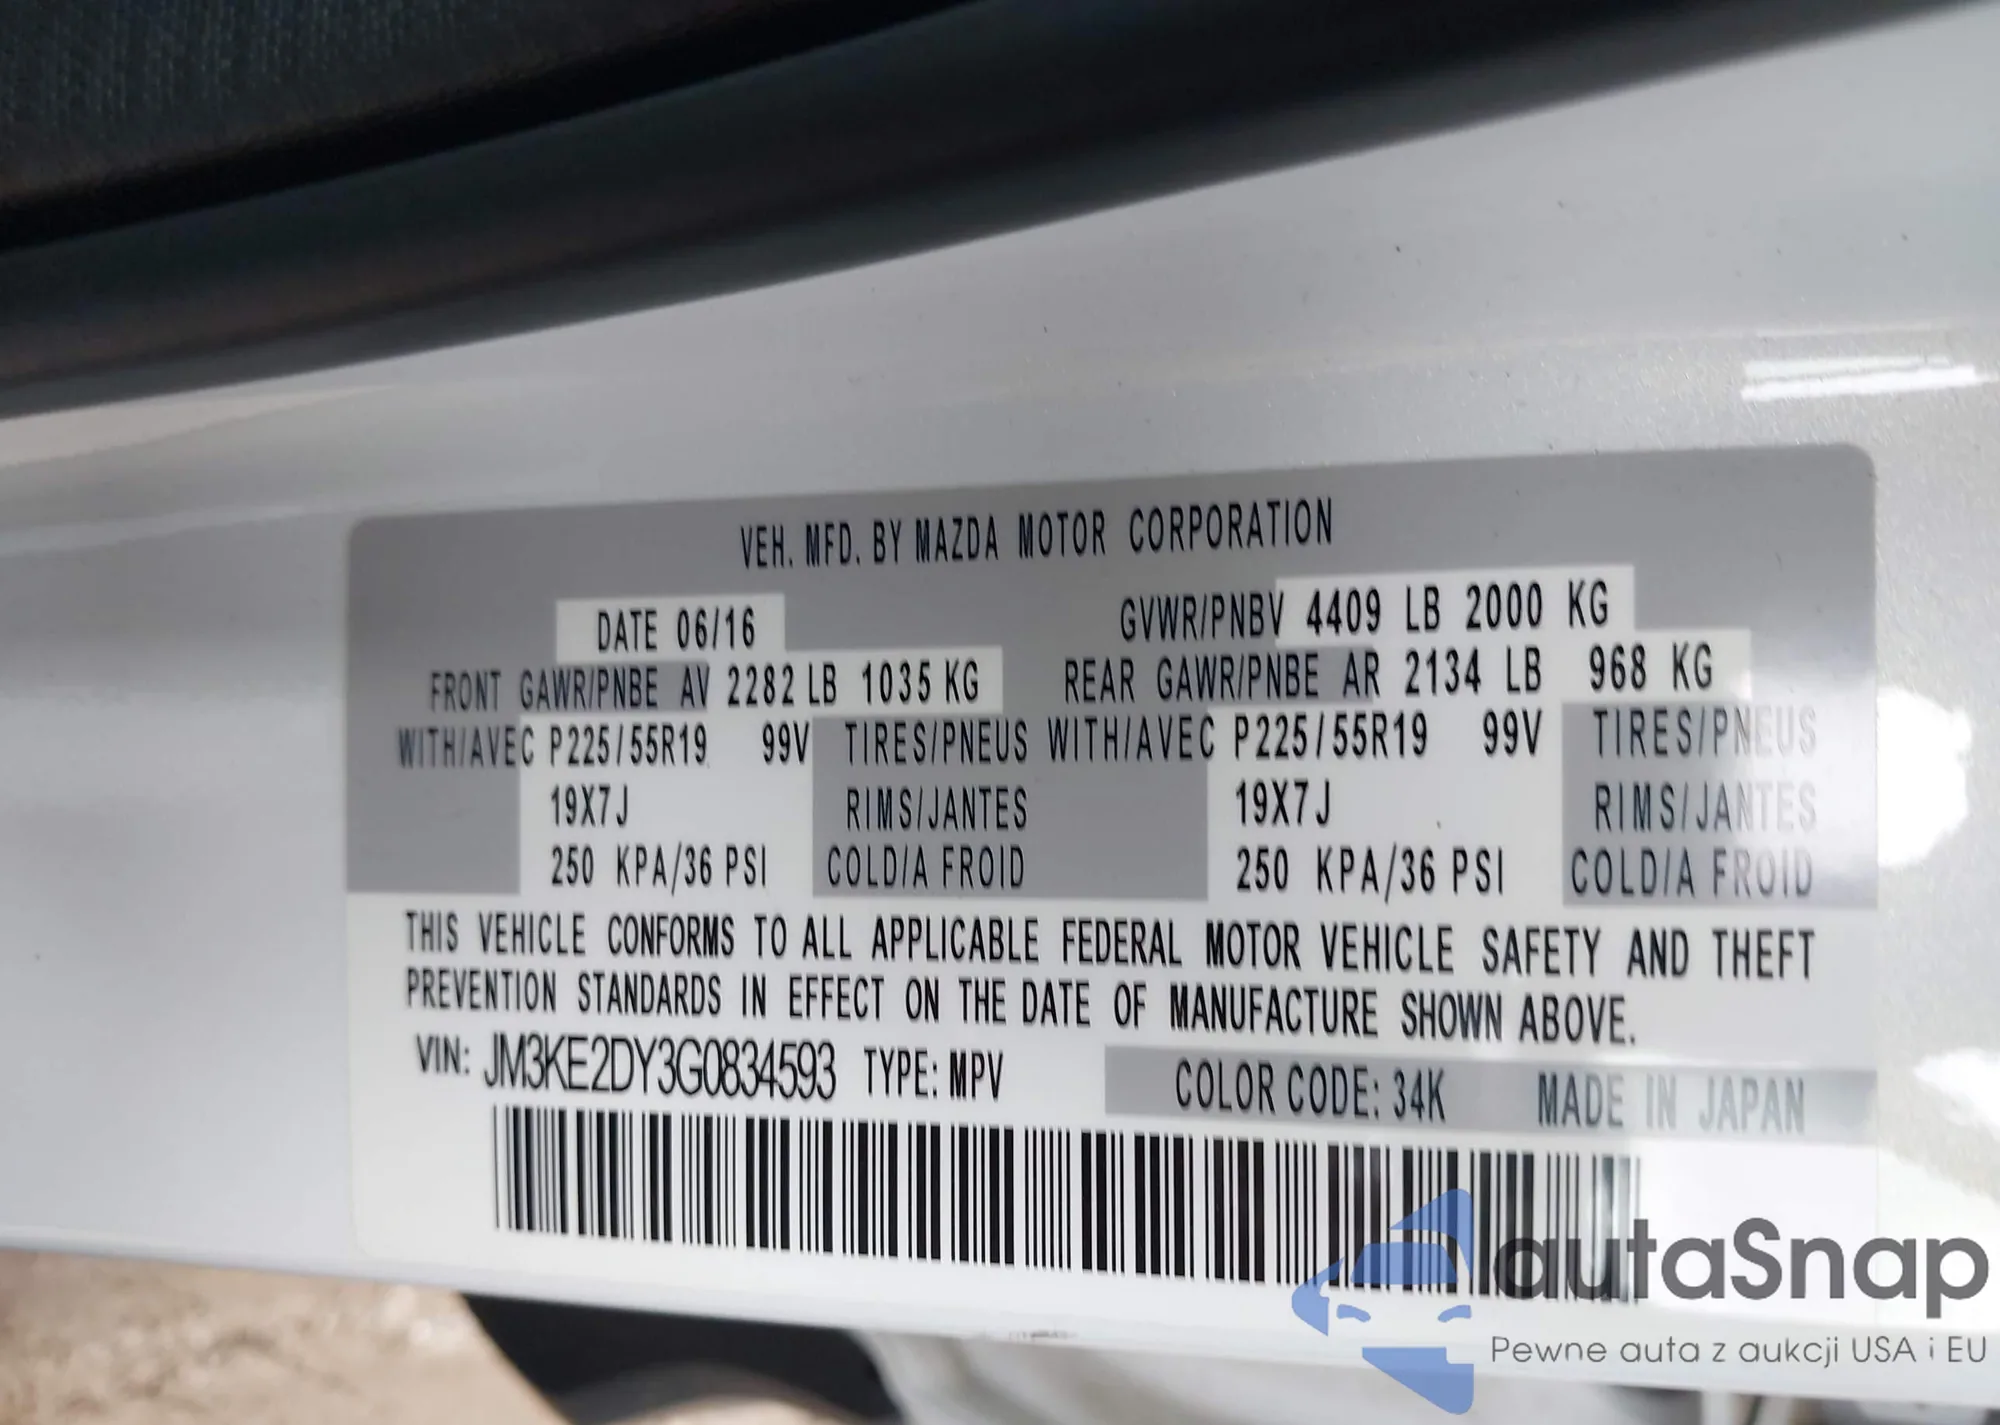 VEH. MFD. BY MAZDA MOTOR CORPORATION
DATE 06/16 GVWR/PNBV 4409 LB 2000 KG
FRONT GAWR/PNBE AV 2282 LB 1035 KG REAR GAWR/PNBE AR 2134 LB 968 KG
WITH/AVEC P225/55R19 99V TIRES/PNEUS WITH/AVEC P225/55R19 99V TIRES/PNEUS
19X7J RIMS/JANTES 19X7J RIMS/JANTES
250 KPA/36 PSI COLD/A FROID 250 KPA/36 PSI COLD/A FROID
THIS VEHICLE CONFORMS TO ALL APPLICABLE FEDERAL MOTOR VEHICLE SAFETY AND THEFT
PREVENTION STANDARDS IN EFFECT ON THE DATE OF MANUFACTURE SHOWN ABOVE.
VIN: JM3KE2DY3G0834593 TYPE: MPV COLOR CODE: 34K MADE IN JAPAN
autaSnap
Pewne auta z aukcji USA i EU